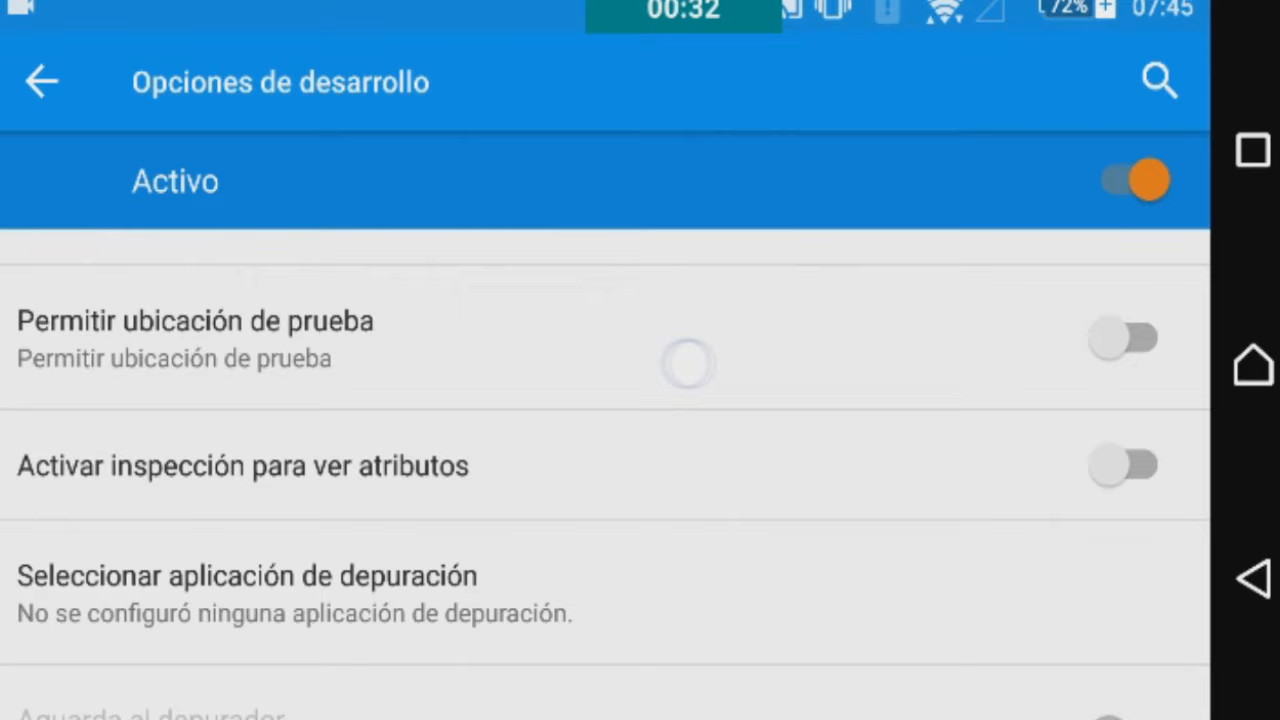 00:32
72%
07:45
Opciones de desarrollo
Activo
Permitir ubicación de prueba
Permitir ubicación de prueba
Activar inspección para ver atributos
Seleccionar aplicación de depuración
No se configuró ninguna aplicación de depuración.
Aguarda al depurador